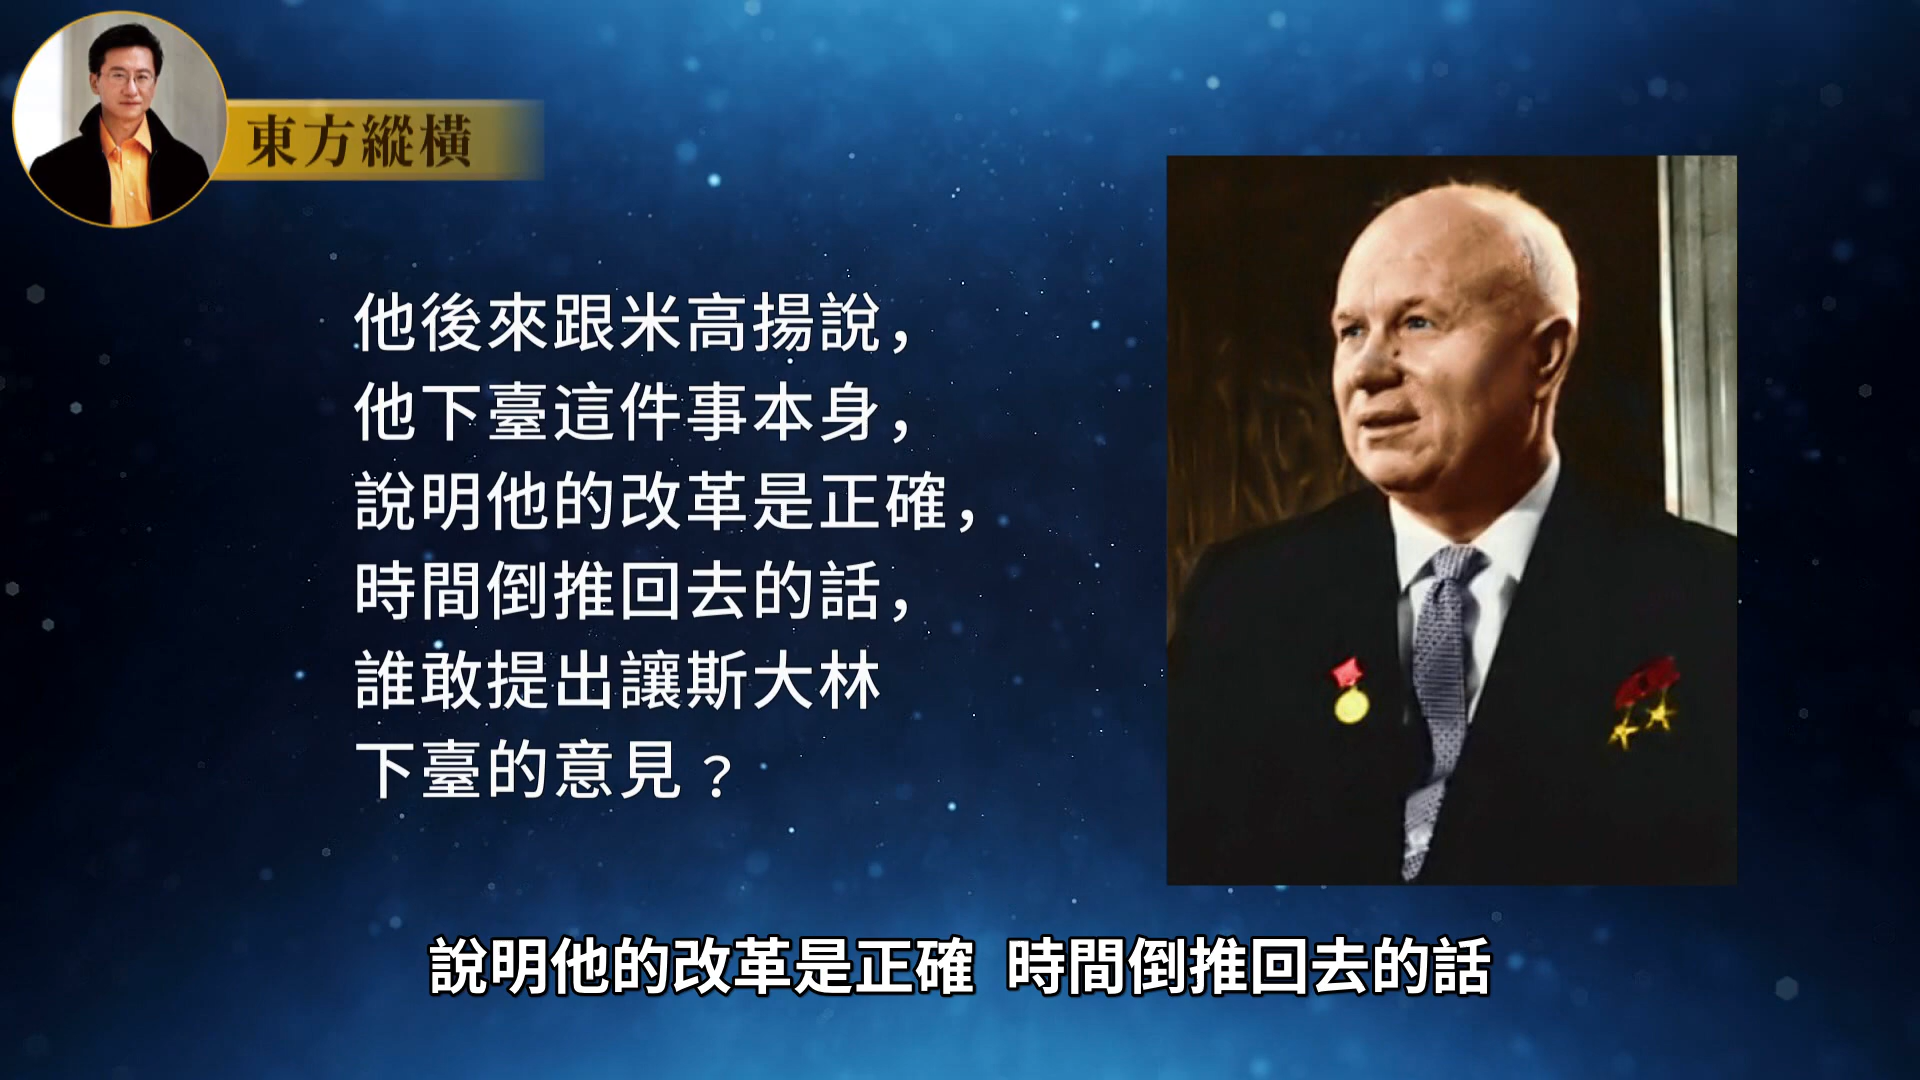 東方縱橫
他後來跟米高揚說，
他下臺這件事本身，
說明他的改革是正確，
時間倒推回去的話，
誰敢提出讓斯大林
下臺的意見？
說明他的改革是正確 時間倒推回去的話